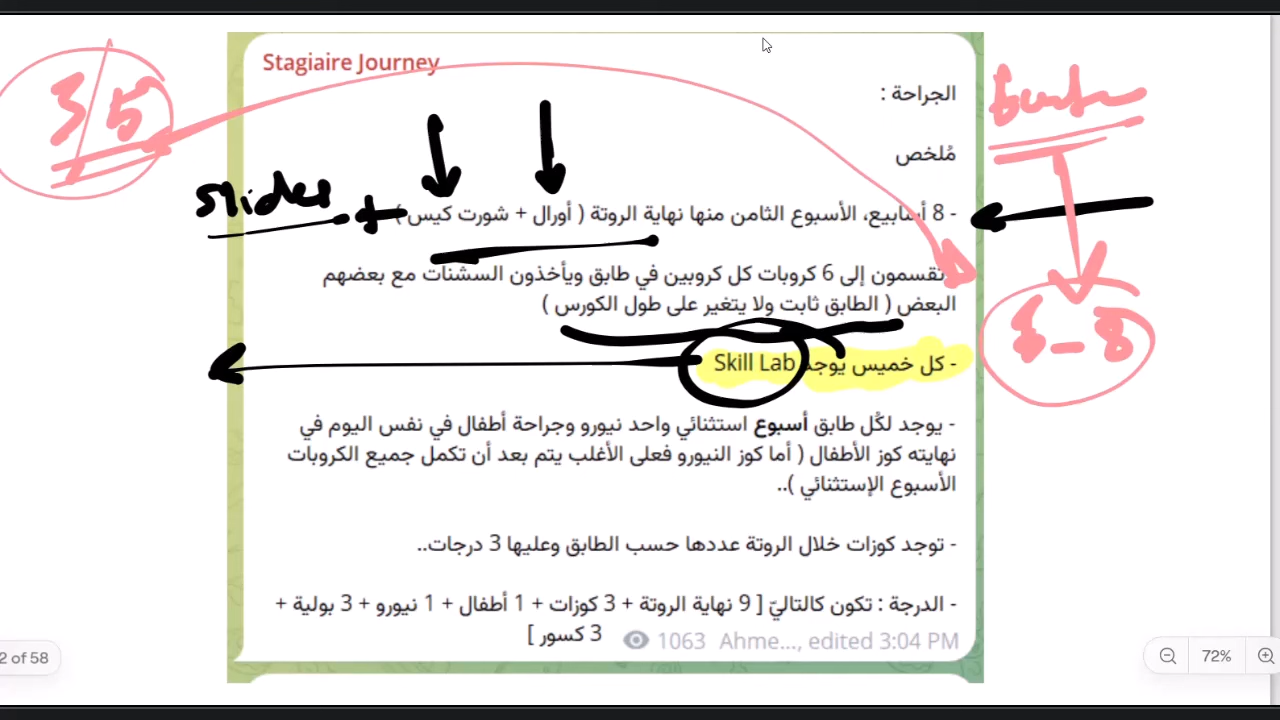 Stagiaire Journey
3/5
الجراحة :
مُلخص
slides +
- 8 أسابيع، الأسبوع الثامن منها نهاية الروتة ( أورال + شورت كيس )
تقسمون إلى 6 كروبات كل كروبين في طابق ويأخذون السشنات مع بعضهم
البعض ( الطابق ثابت ولا يتغير على طول الكورس )
- كل خميس يوجد Skill Lab
- 8
- يوجد لكُل طابق أسبوع استثنائي واحد نيورو وجراحة أطفال في نفس اليوم في
نهايته كوز الأطفال ( أما كوز النيورو فعلى الأغلب يتم بعد أن تكمل جميع الكروبات
الأسبوع الإستثنائي )..
- توجد كوزات خلال الروتة عددها حسب الطابق وعليها 3 درجات..
- الدرجة : تكون كالتاليّ [ 9 نهاية الروتة + 3 كوزات + 1 أطفال + 1 نيورو + 3 بولية +
3 كسور ]
1063 Ahme..., edited 3:04 PM
2 of 58
72%